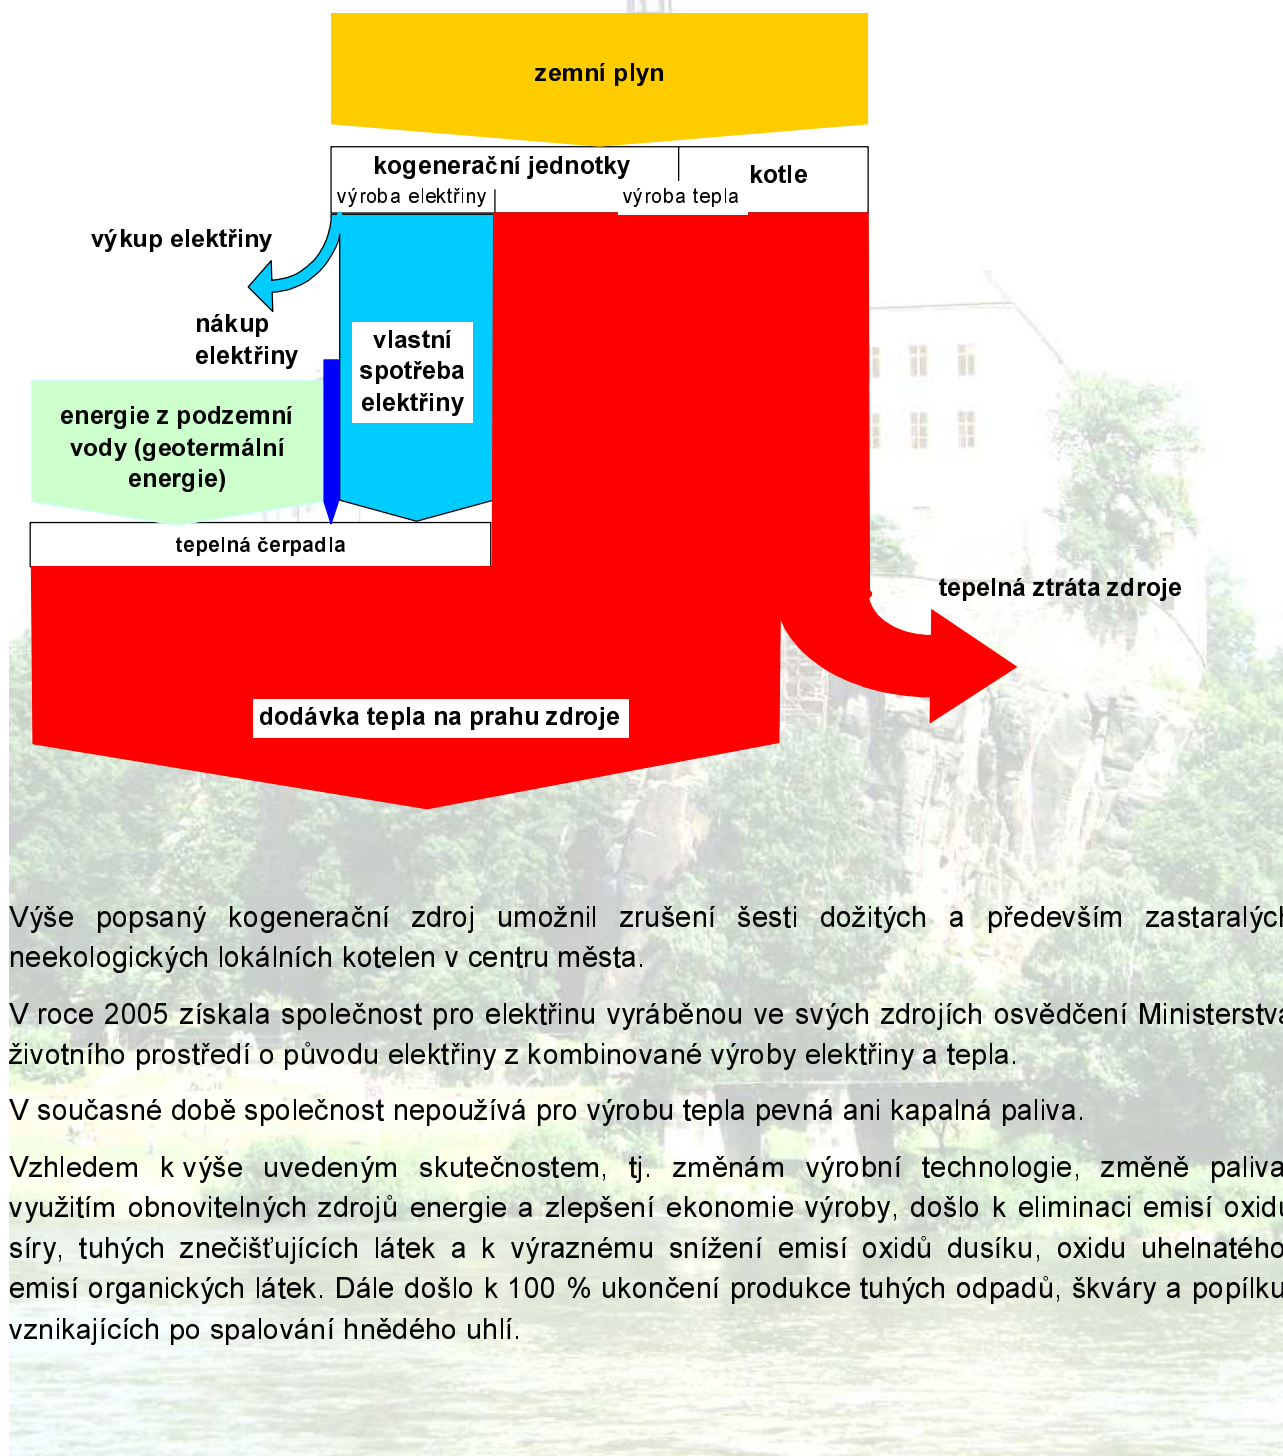 zemní plyn
kogenerační jednotky
kotle
výroba elektřiny
výroba tepla
výkup elektřiny
nákup
elektřiny
vlastní
spotřeba
elektřiny
energie z podzemní
vody (geotermální
energie)
tepelná čerpadla
tepelná ztráta zdroje
dodávka tepla na prahu zdroje
Výše popsaný kogenerační zdroj umožnil zrušení šesti dožitých a především zastaralých
neekologických lokálních kotelen v centru města.
V roce 2005 získala společnost pro elektřinu vyráběnou ve svých zdrojích osvědčení Ministerstva
životního prostředí o původu elektřiny z kombinované výroby elektřiny a tepla.
V současné době společnost nepoužívá pro výrobu tepla pevná ani kapalná paliva.
Vzhledem k výše uvedeným skutečnostem, tj. změnám výrobní technologie, změně paliva
využitím obnovitelných zdrojů energie a zlepšení ekonomie výroby, došlo k eliminaci emisí oxidu
síry, tuhých znečišťujících látek a k výraznému snížení emisí oxidů dusíku, oxidu uhelnatého
emisí organických látek. Dále došlo k 100 % ukončení produkce tuhých odpadů, škváry a popílku
vznikajících po spalování hnědého uhlí.